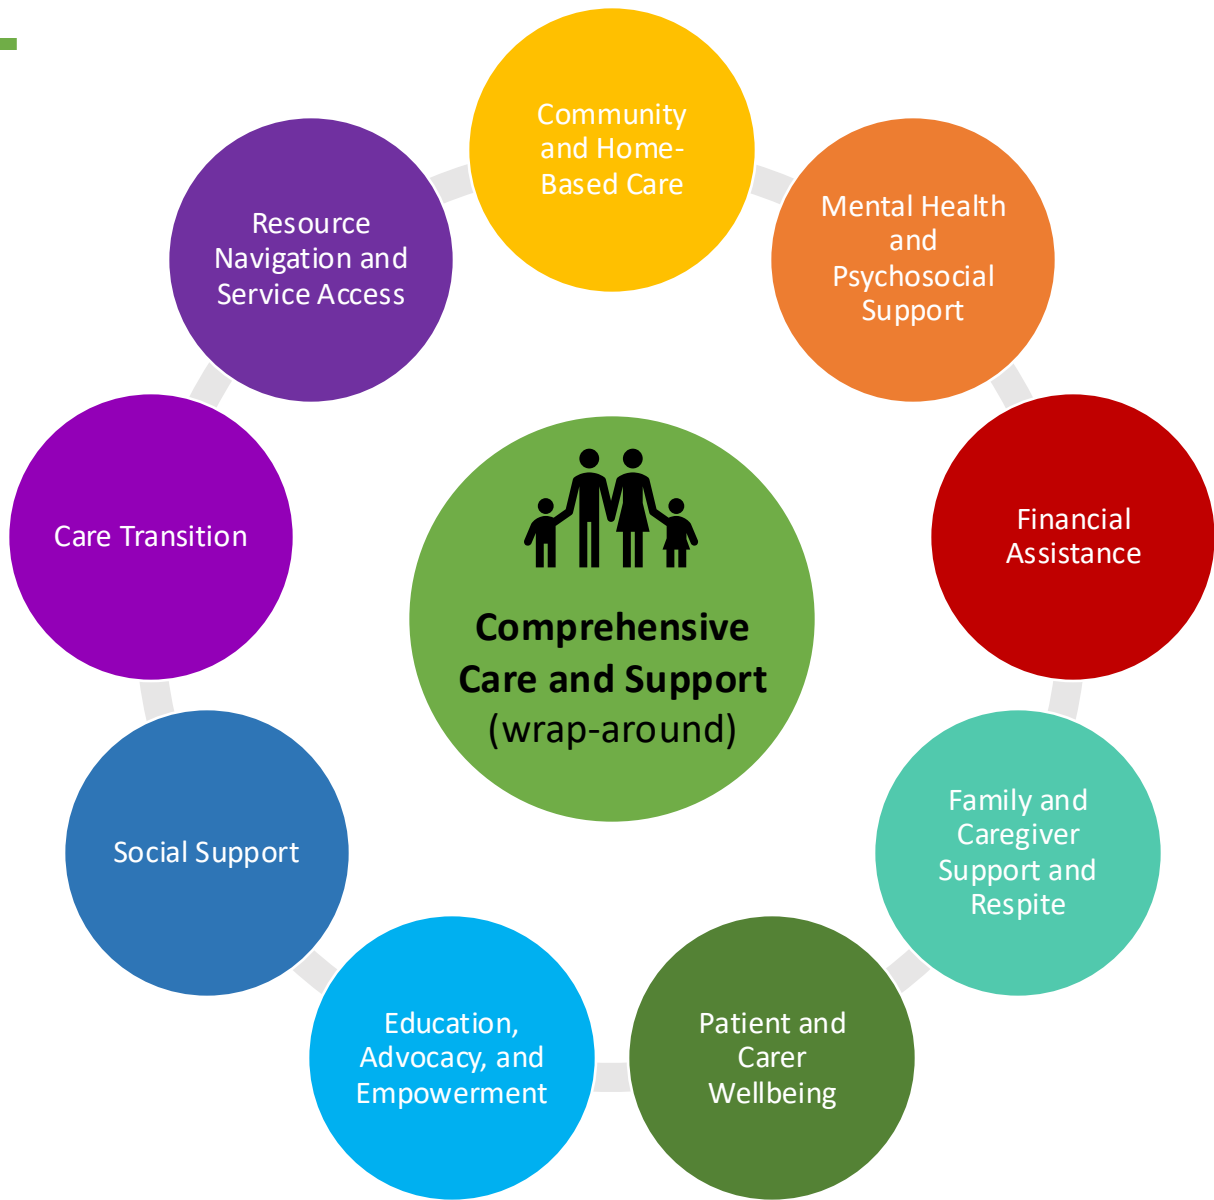 Community
and Home-
Based Care
Mental Health
and
Psychosocial
Support
Financial
Assistance
Family and
Caregiver
Support and
Respite
Patient and
Carer
Wellbeing
Education,
Advocacy, and
Empowerment
Social Support
Care Transition
Resource
Navigation and
Service Access
Comprehensive
Care and Support
(wrap-around)